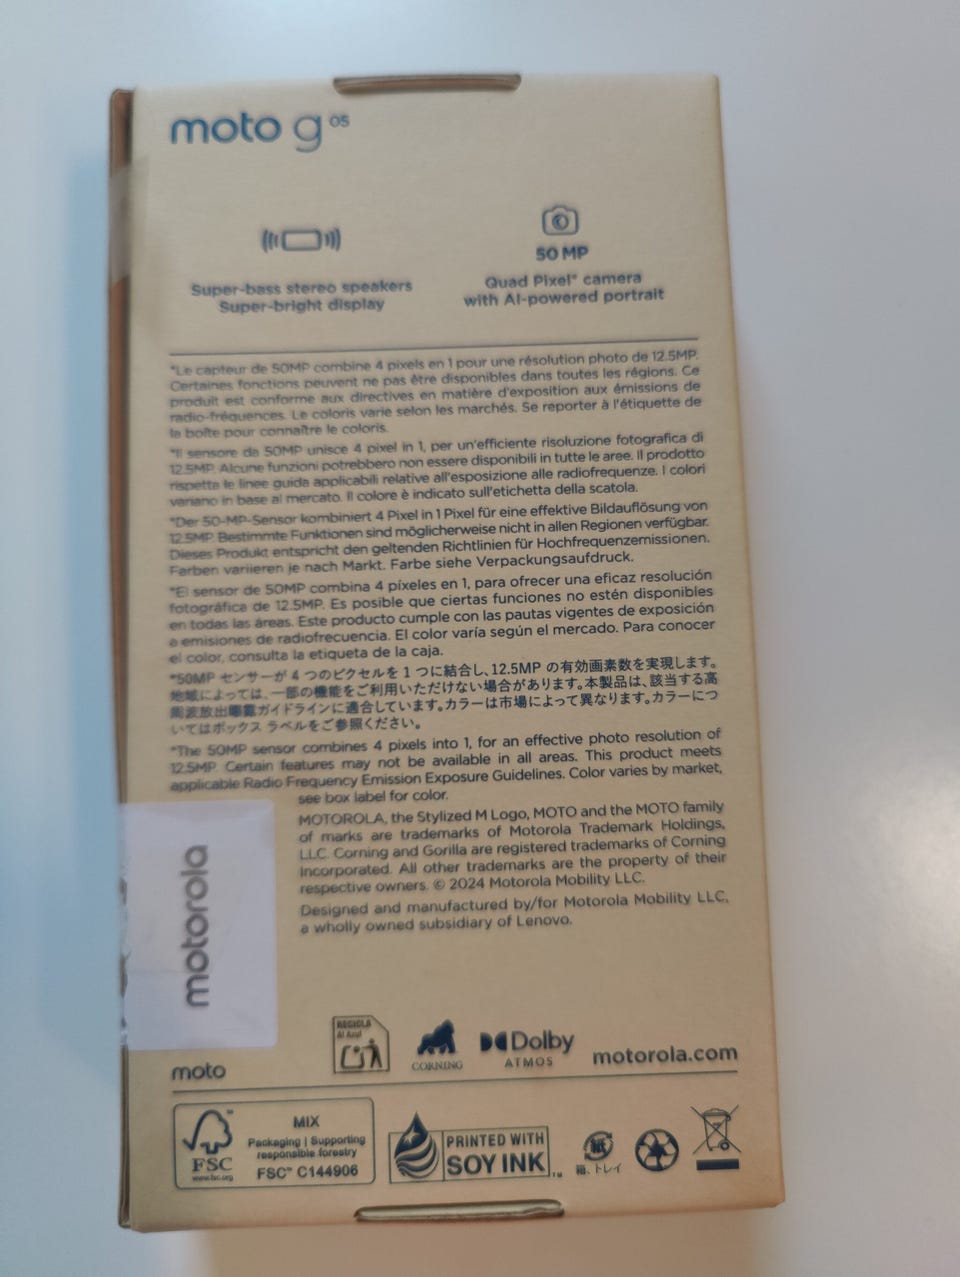 moto g 05
Super-bass stereo speakers
Super-bright display
50 MP
Quad Pixel* camera
with AI-powered portrait
*Le capteur de 50MP combine 4 pixels en 1 pour une résolution photo de 12.5MP.
Certaines fonctions peuvent ne pas être disponibles dans toutes les régions. Ce
produit est conforme aux directives en matière d'exposition aux émissions de
radio-fréquences. Le coloris varie selon les marchés. Se reporter à l'étiquette de
la boîte pour connaître le coloris.
*Il sensore da 50MP unisce 4 pixel in 1, per un'efficiente risoluzione fotografica di
12.5MP. Alcune funzioni potrebbero non essere disponibili in tutte le aree. Il prodotto
rispetta le linee guida applicabili relative all'esposizione alle radiofrequenze. I colori
variano in base al mercato. Il colore è indicato sull'etichetta della scatola.
*Der 50-MP-Sensor kombiniert 4 Pixel in 1 Pixel für eine effektive Bildauflösung von
12.5MP. Bestimmte Funktionen sind möglicherweise nicht in allen Regionen verfügbar.
Dieses Produkt entspricht den geltenden Richtlinien für Hochfrequenzemissionen.
Farben variieren je nach Markt. Farbe siehe Verpackungsaufdruck.
*El sensor de 50MP combina 4 píxeles en 1, para ofrecer una eficaz resolución
fotográfica de 12.5MP. Es posible que ciertas funciones no estén disponibles
en todas las áreas. Este producto cumple con las pautas vigentes de exposición
a emisiones de radiofrecuencia. El color varía según el mercado. Para conocer
el color, consulta la etiqueta de la caja.
*50MP センサーが 4 つのピクセルを 1 つに結合し、12.5MP の有効画素数を実現します。
地域によっては、一部の機能をご利用いただけない場合があります。本製品は、該当する高
周波放出曝露ガイドラインに適合しています。カラーは市場によって異なります。カラーにつ
いてはボックス ラベルをご参照ください。
*The 50MP sensor combines 4 pixels into 1, for an effective photo resolution of
12.5MP. Certain features may not be available in all areas. This product meets
applicable Radio Frequency Emission Exposure Guidelines. Color varies by market,
see box label for color.
MOTOROLA, the Stylized M Logo, MOTO and the MOTO family
of marks are trademarks of Motorola Trademark Holdings,
LLC. Corning and Gorilla are registered trademarks of Corning
Incorporated. All other trademarks are the property of their
respective owners. © 2024 Motorola Mobility LLC.
Designed and manufactured by/for Motorola Mobility LLC,
a wholly owned subsidiary of Lenovo.
motorola
moto
RECICLA
Al Azul
CORNING
Dolby
ATMOS
motorola.com
FSC™
www.fsc.org
MIX
Packaging | Supporting
responsible forestry
FSC™ C144906
PRINTED WITH
SOY INK™
紙
箱、トレイ